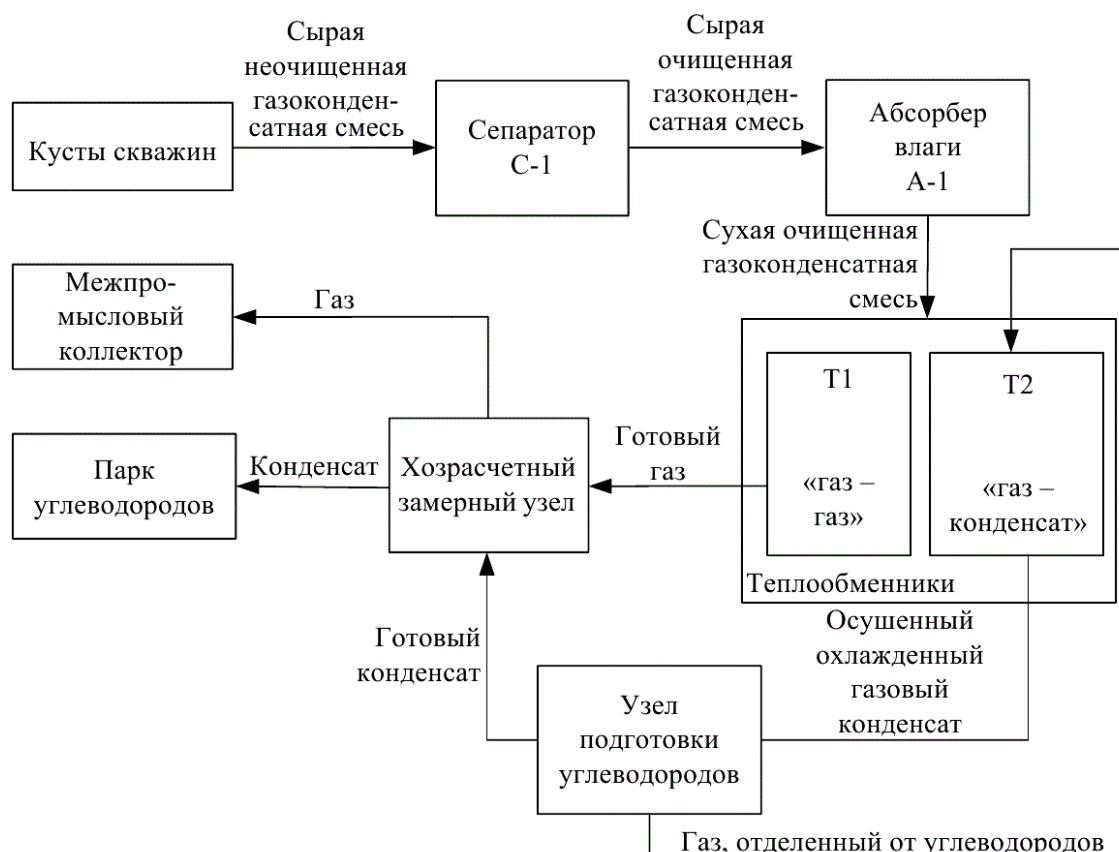 Сырая
неочищенная
газоконден-
сатная смесь
Сырая
очищенная
газоконден-
сатная смесь
Кусты скважин
Сепаратор
С-1
Абсорбер
влаги
А-1
Сухая очищенная
газоконденсатная
смесь
Межпро-
мысловый
коллектор
Газ
Т1
«газ –
газ»
Т2
«газ –
конденсат»
Теплообменники
Готовый
газ
Хозрасчетный
замерный узел
Конденсат
Парк
углеводородов
Готовый
конденсат
Осушенный
охлажденный
газовый
конденсат
Узел
подготовки
углеводородов
Газ, отделенный от углеводородов